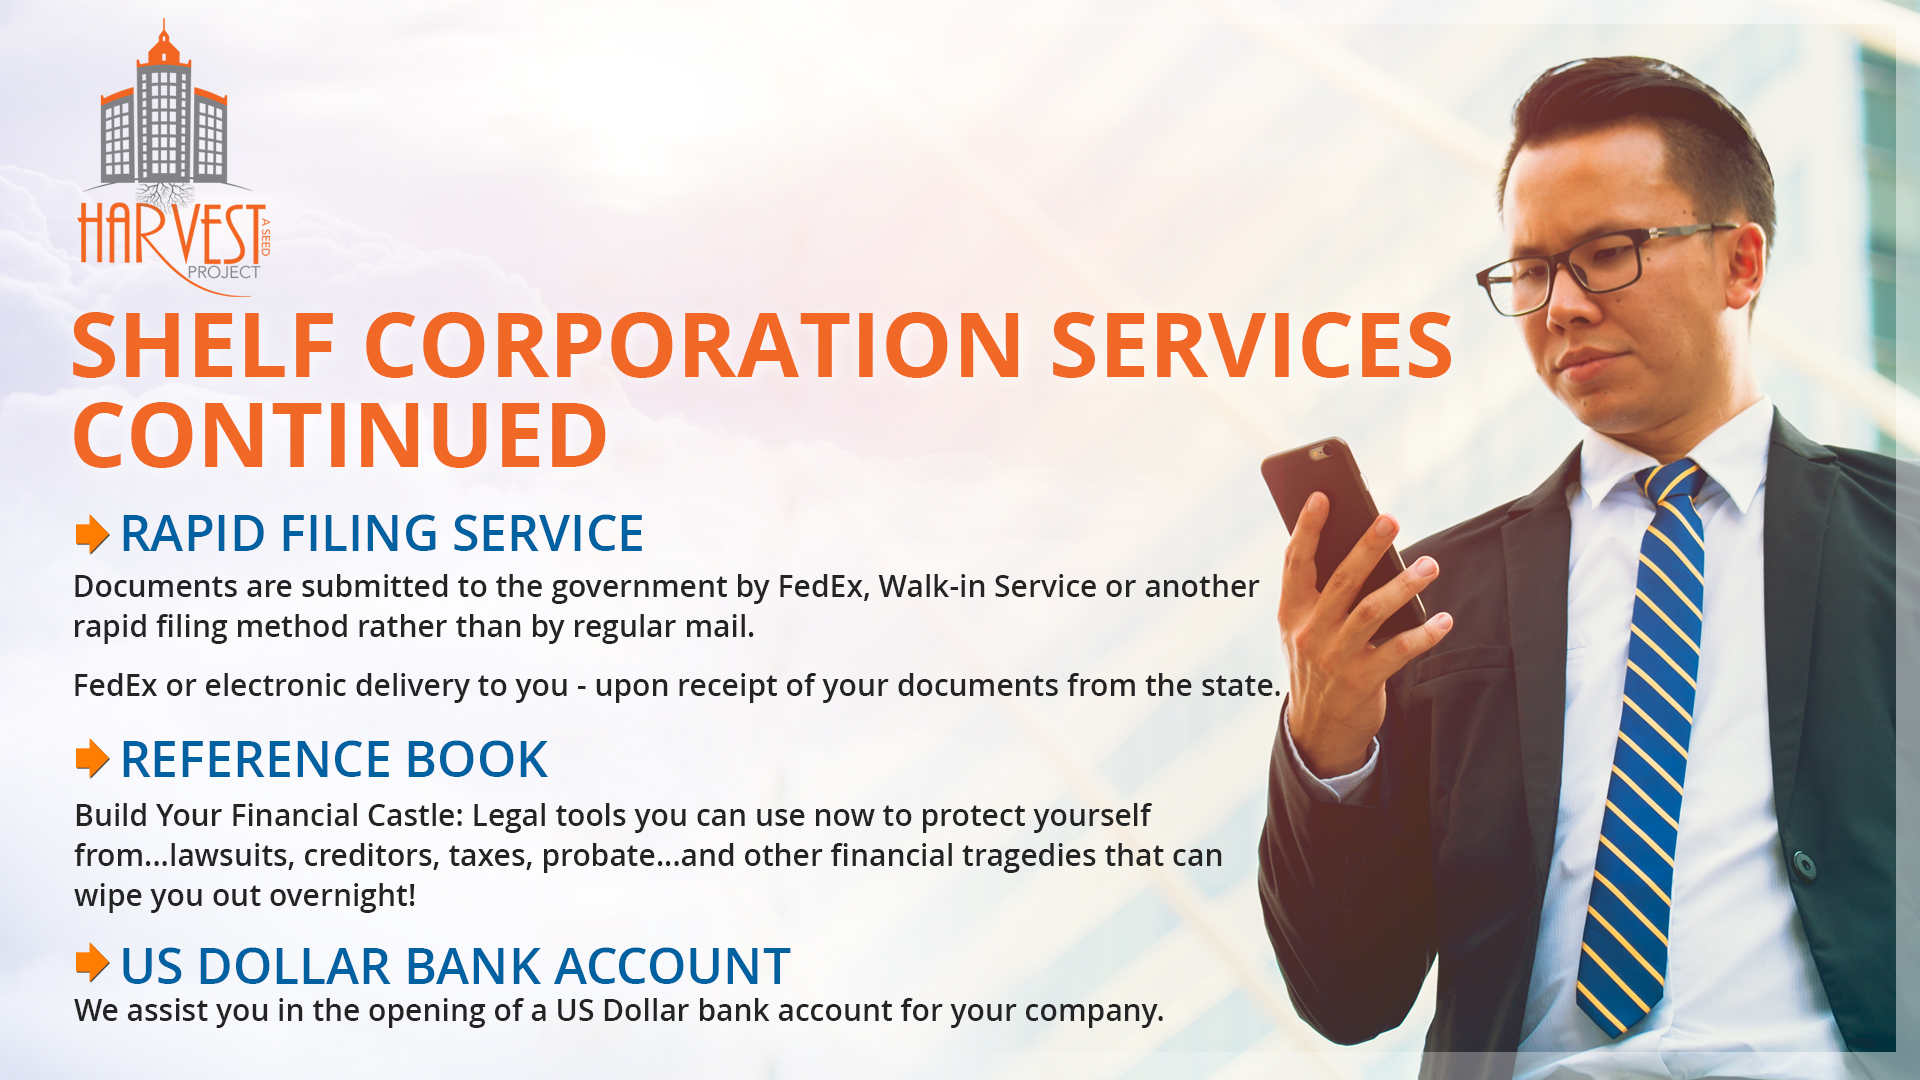 HARVEST
A SEED
PROJECT
SHELF CORPORATION SERVICES
CONTINUED
RAPID FILING SERVICE
Documents are submitted to the government by FedEx, Walk-in Service or another
rapid filing method rather than by regular mail.
FedEx or electronic delivery to you - upon receipt of your documents from the state.
REFERENCE BOOK
Build Your Financial Castle: Legal tools you can use now to protect yourself
from...lawsuits, creditors, taxes, probate...and other financial tragedies that can
wipe you out overnight!
US DOLLAR BANK ACCOUNT
We assist you in the opening of a US Dollar bank account for your company.